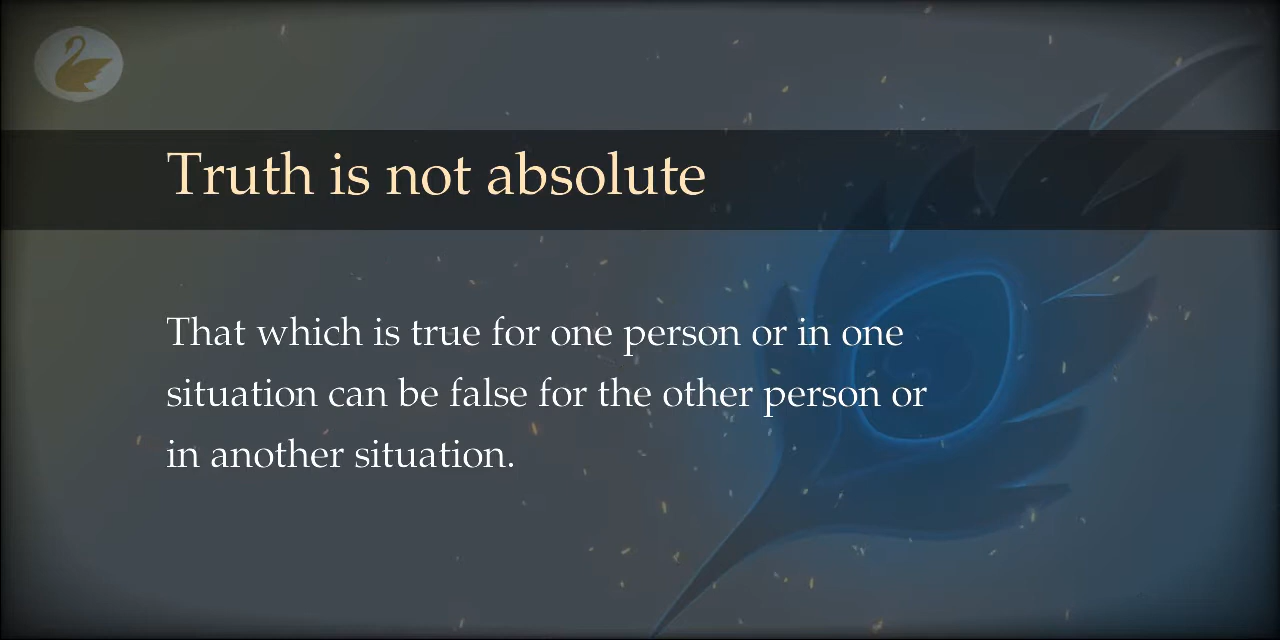 Truth is not absolute
That which is true for one person or in one
situation can be false for the other person or
in another situation.